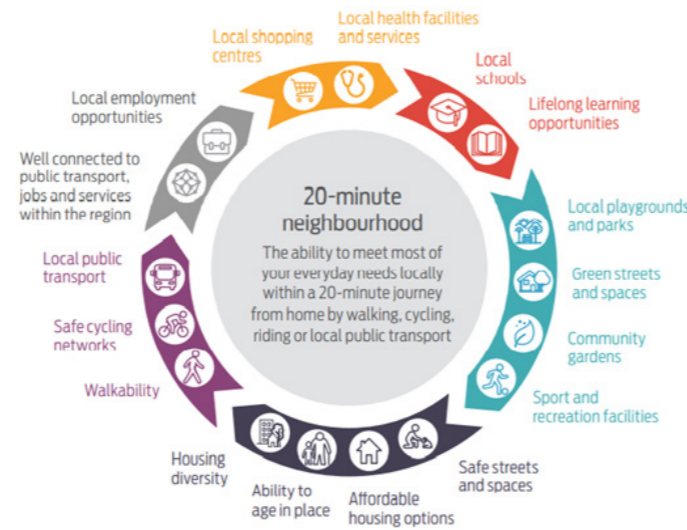 Local shopping
centres
Local health facilities
and services
Local
schools
Lifelong learning
opportunities
Local playgrounds
and parks
Green streets
and spaces
Community
gardens
Sport and
recreation facilities
Safe streets
and spaces
Affordable
housing options
Ability to
age in place
Housing
diversity
Walkability
Safe cycling
networks
Local public
transport
Well connected to
public transport,
jobs and services
within the region
Local employment
opportunities
20-minute
neighbourhood
The ability to meet most of
your everyday needs locally
within a 20-minute journey
from home by walking, cycling,
riding or local public transport